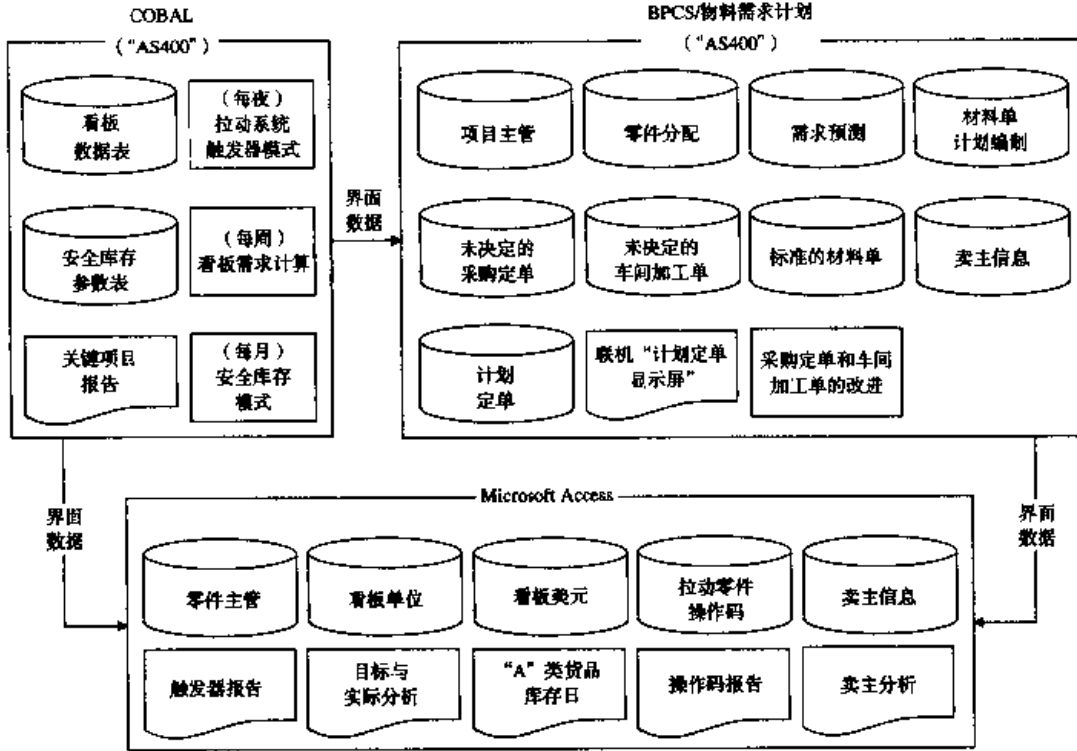 COBAL
(“AS400”)
看板
数据表
(每夜)
拉动系统
触发器模式
安全库存
参数表
(每周)
看板需求计算
关键项目
报告
(每月)
安全库存
模式
界面
数据
BPCS/物料需求计划
(“AS400”)
项目主管
零件分配
需求预测
材料单
计划编制
未决定的
采购定单
未决定的
车间加工单
标准的材料单
卖主信息
计划
定单
联机“计划定单
显示屏”
采购定单和车间
加工单的改进
界面
数据
界面
数据
Microsoft Access
零件主管
看板单位
看板美元
拉动零件
操作码
卖主信息
触发器报告
目标与
实际分析
“A”类货品
库存日
操作码报告
卖主分析